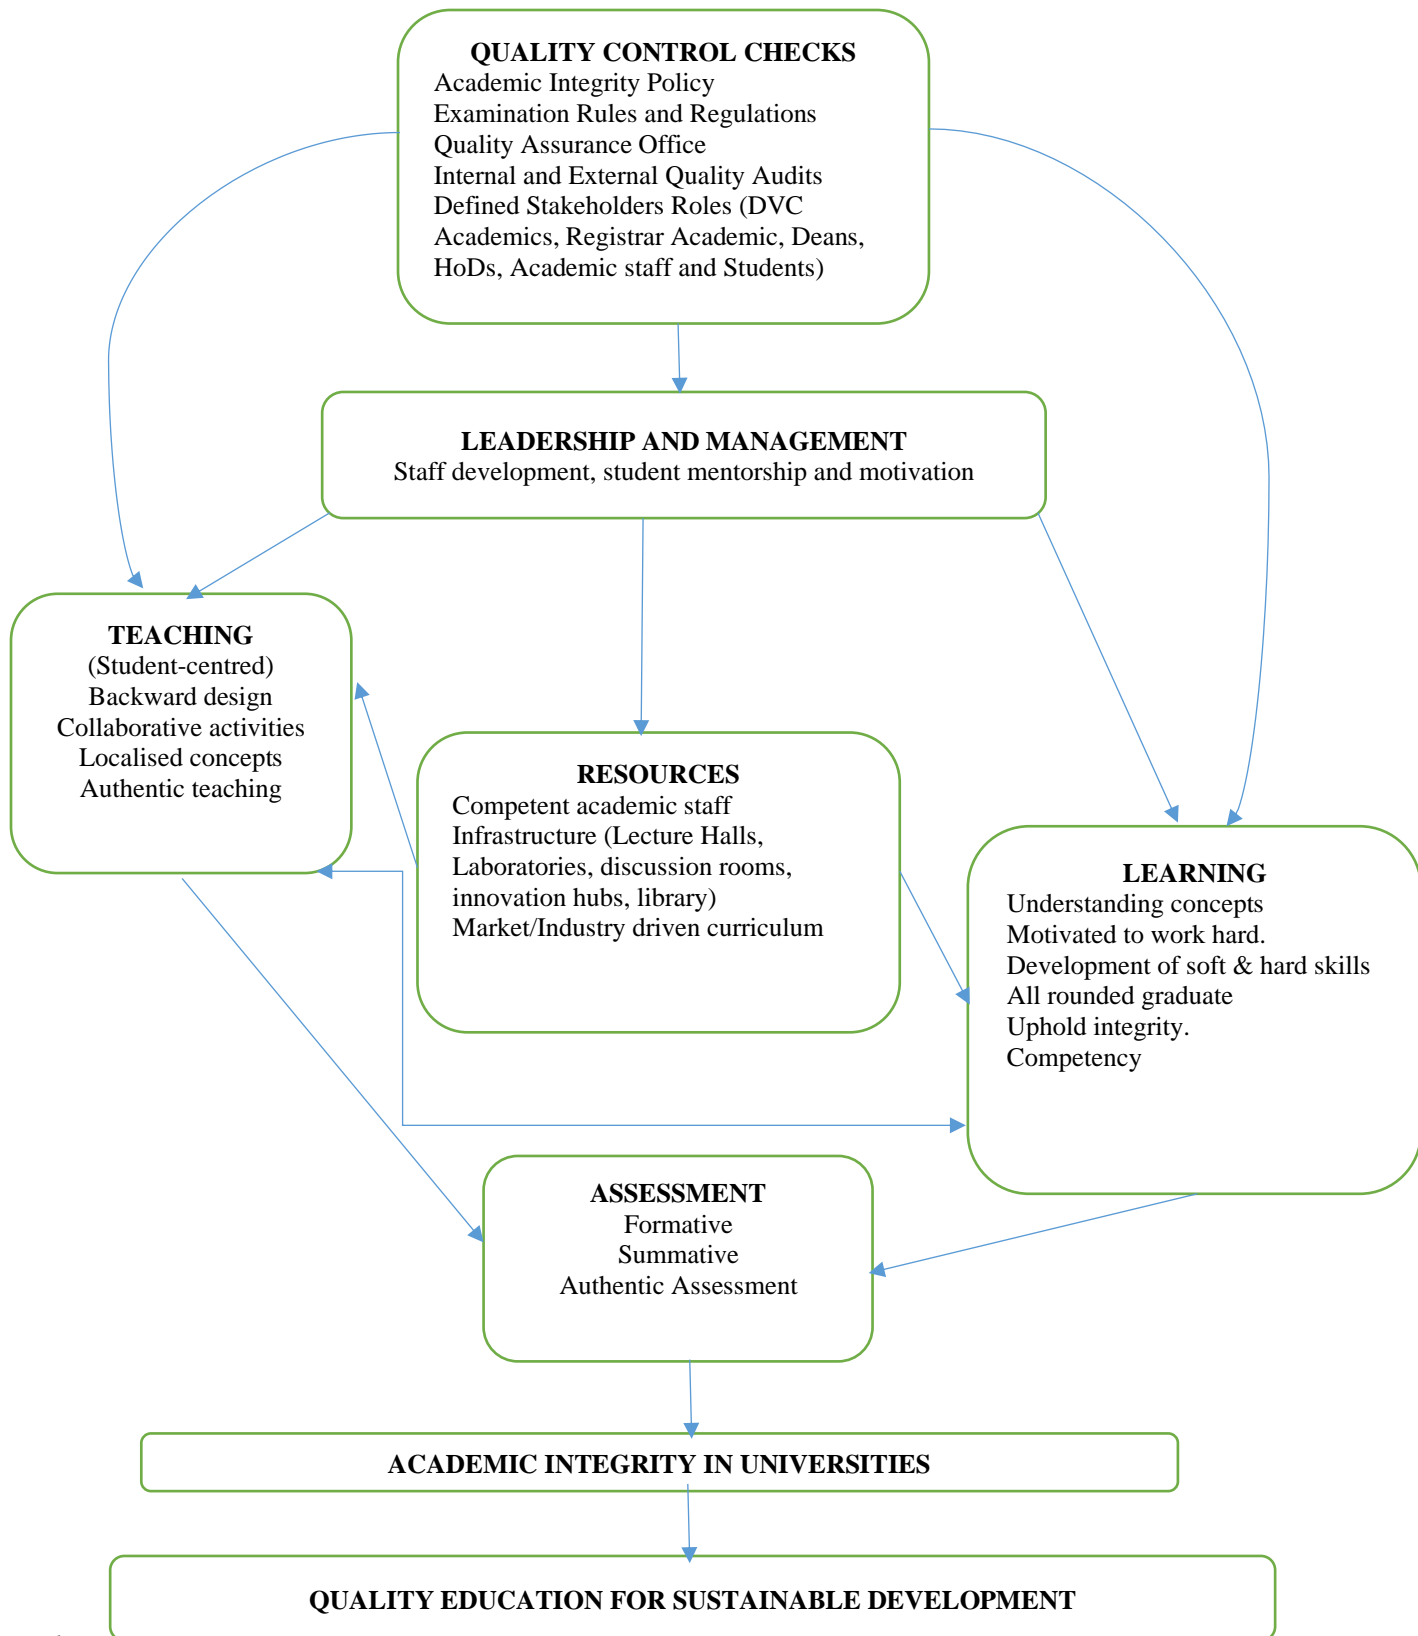 QUALITY CONTROL CHECKS
Academic Integrity Policy
Examination Rules and Regulations
Quality Assurance Office
Internal and External Quality Audits
Defined Stakeholders Roles (DVC
Academics, Registrar Academic, Deans,
HoDs, Academic staff and Students)
LEADERSHIP AND MANAGEMENT
Staff development, student mentorship and motivation
TEACHING
(Student-centred)
Backward design
Collaborative activities
Localised concepts
Authentic teaching
RESOURCES
Competent academic staff
Infrastructure (Lecture Halls,
Laboratories, discussion rooms,
innovation hubs, library)
Market/Industry driven curriculum
LEARNING
Understanding concepts
Motivated to work hard.
Development of soft & hard skills
All rounded graduate
Uphold integrity.
Competency
ASSESSMENT
Formative
Summative
Authentic Assessment
ACADEMIC INTEGRITY IN UNIVERSITIES
QUALITY EDUCATION FOR SUSTAINABLE DEVELOPMENT